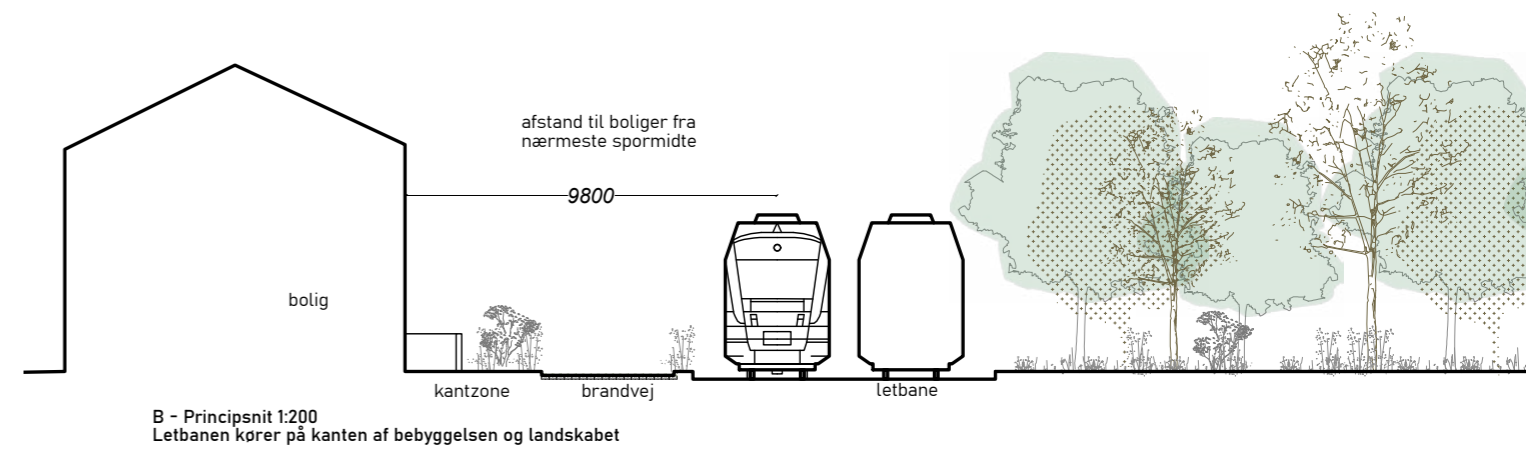 afstand til boliger fra
nærmeste spormidte
9800
bolig
kantzone
brandvej
letbane
B - Principsnit 1:200
Letbanen kører på kanten af bebyggelsen og landskabet